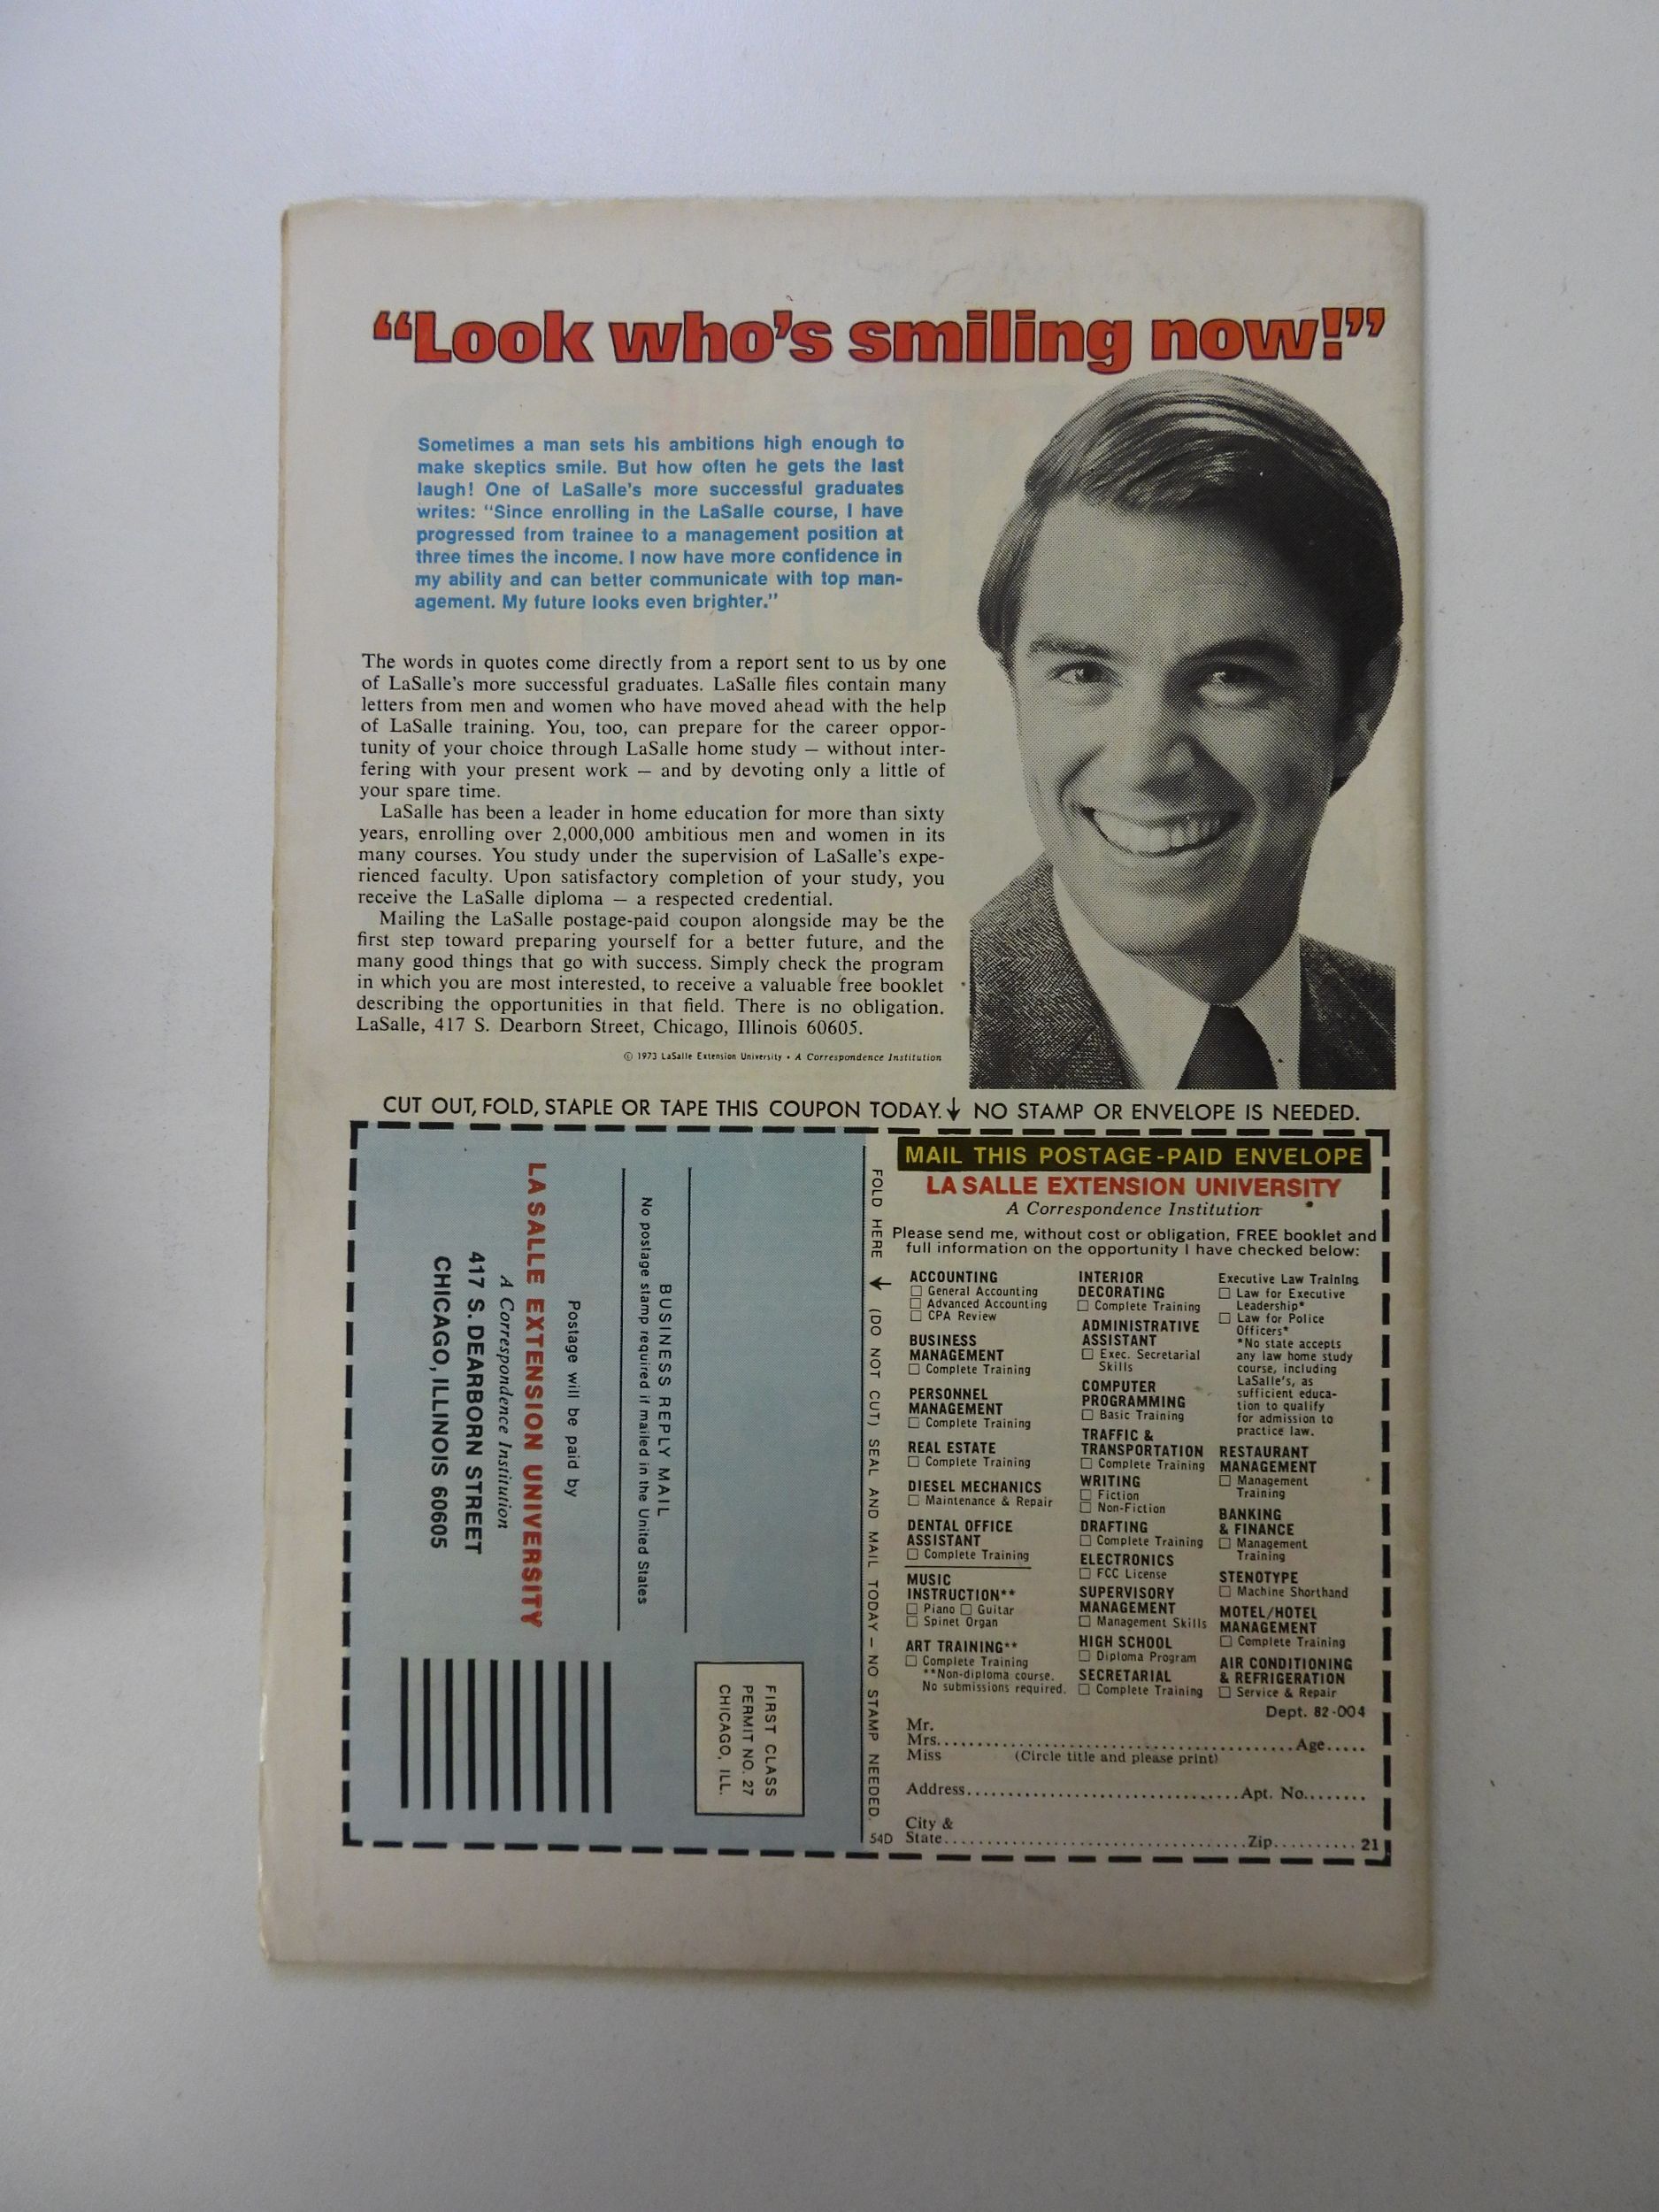 “Look who’s smiling now!”
Sometimes a man sets his ambitions high enough to
make skeptics smile. But how often he gets the last
laugh! One of LaSalle’s more successful graduates
writes: “Since enrolling in the LaSalle course, I have
progressed from trainee to a management position at
three times the income. I now have more confidence in
my ability and can better communicate with top man-
agement. My future looks even brighter.”
The words in quotes come directly from a report sent to us by one
of LaSalle’s more successful graduates. LaSalle files contain many
letters from men and women who have moved ahead with the help
of LaSalle training. You, too, can prepare for the career oppor-
tunity of your choice through LaSalle home study — without inter-
fering with your present work — and by devoting only a little of
your spare time.
LaSalle has been a leader in home education for more than sixty
years, enrolling over 2,000,000 ambitious men and women in its
many courses. You study under the supervision of LaSalle’s expe-
rienced faculty. Upon satisfactory completion of your study, you
receive the LaSalle diploma — a respected credential.
Mailing the LaSalle postage-paid coupon alongside may be the
first step toward preparing yourself for a better future, and the
many good things that go with success. Simply check the program
in which you are most interested, to receive a valuable free booklet
describing the opportunities in that field. There is no obligation.
LaSalle, 417 S. Dearborn Street, Chicago, Illinois 60605.
© 1973 LaSalle Extension University • A Correspondence Institution
CUT OUT, FOLD, STAPLE OR TAPE THIS COUPON TODAY. ↓ NO STAMP OR ENVELOPE IS NEEDED.
FIRST CLASS
PERMIT NO. 27
CHICAGO, ILL.
BUSINESS REPLY MAIL
No postage stamp required if mailed in the United States
Postage will be paid by
LA SALLE EXTENSION UNIVERSITY
A Correspondence Institution
417 S. DEARBORN STREET
CHICAGO, ILLINOIS 60605
FOLD HERE ← (DO NOT CUT) SEAL AND MAIL TODAY — NO STAMP NEEDED.
54D
MAIL THIS POSTAGE-PAID ENVELOPE
LA SALLE EXTENSION UNIVERSITY
A Correspondence Institution
Please send me, without cost or obligation, FREE booklet and
full information on the opportunity I have checked below:
ACCOUNTING
☐ General Accounting
☐ Advanced Accounting
☐ CPA Review
BUSINESS
MANAGEMENT
☐ Complete Training
PERSONNEL
MANAGEMENT
☐ Complete Training
REAL ESTATE
☐ Complete Training
DIESEL MECHANICS
☐ Maintenance & Repair
DENTAL OFFICE
ASSISTANT
☐ Complete Training
MUSIC
INSTRUCTION**
☐ Piano ☐ Guitar
☐ Spinet Organ
ART TRAINING**
☐ Complete Training
**Non-diploma course.
No submissions required.
INTERIOR
DECORATING
☐ Complete Training
ADMINISTRATIVE
ASSISTANT
☐ Exec. Secretarial
Skills
COMPUTER
PROGRAMMING
☐ Basic Training
TRAFFIC &
TRANSPORTATION
☐ Complete Training
WRITING
☐ Fiction
☐ Non-Fiction
DRAFTING
☐ Complete Training
ELECTRONICS
☐ FCC License
SUPERVISORY
MANAGEMENT
☐ Management Skills
HIGH SCHOOL
☐ Diploma Program
SECRETARIAL
☐ Complete Training
Executive Law Training
☐ Law for Executive
Leadership*
☐ Law for Police
Officers*
*No state accepts
any law home study
course, including
LaSalle’s, as
sufficient educa-
tion to qualify
for admission to
practice law.
RESTAURANT
MANAGEMENT
☐ Management
Training
BANKING
& FINANCE
☐ Management
Training
STENOTYPE
☐ Machine Shorthand
MOTEL/HOTEL
MANAGEMENT
☐ Complete Training
AIR CONDITIONING
& REFRIGERATION
☐ Service & Repair
Dept. 82-004
Mr.
Mrs.............................................Age.....
Miss (Circle title and please print)
Address.......................................Apt. No........
City &
State...........................................Zip.......... 21